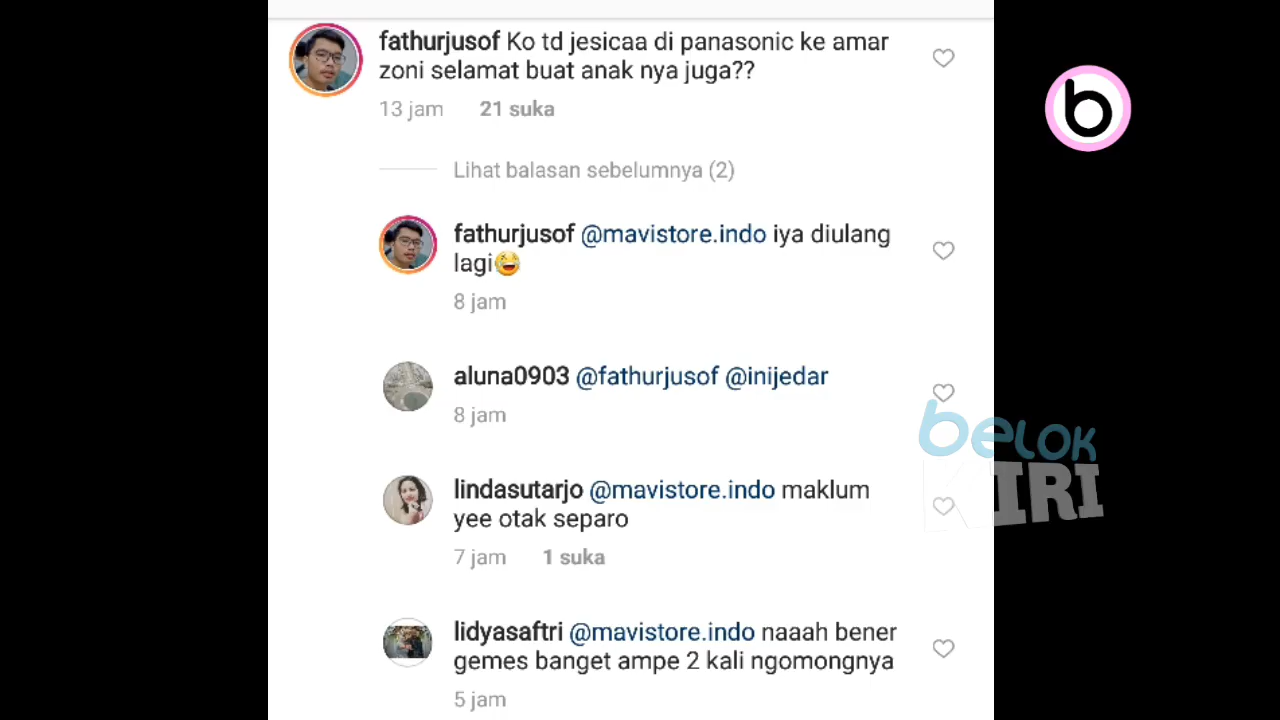 fathurjusof Ko td jesicaa di panasonic ke amar
zoni selamat buat anak nya juga??
13 jam 21 suka
Lihat balasan sebelumnya (2)
fathurjusof @mavistore.indo iya diulang
lagi😂
8 jam
aluna0903 @fathurjusof @inijedar
8 jam
lindasutarjo @mavistore.indo maklum
yee otak separo
7 jam 1 suka
lidyasaftri @mavistore.indo naaah bener
gemes banget ampe 2 kali ngomongnya
5 jam
b
beLOK
KIRI